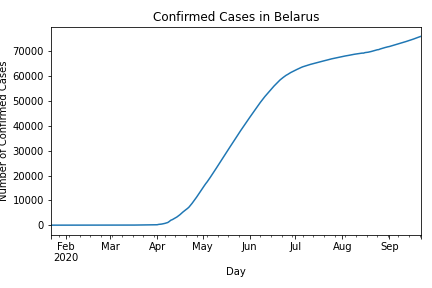 Confirmed Cases in Belarus
Number of Confirmed Cases
70000
60000
50000
40000
30000
20000
10000
0
Feb
2020
Mar
Apr
May
Jun
Jul
Aug
Sep
Day